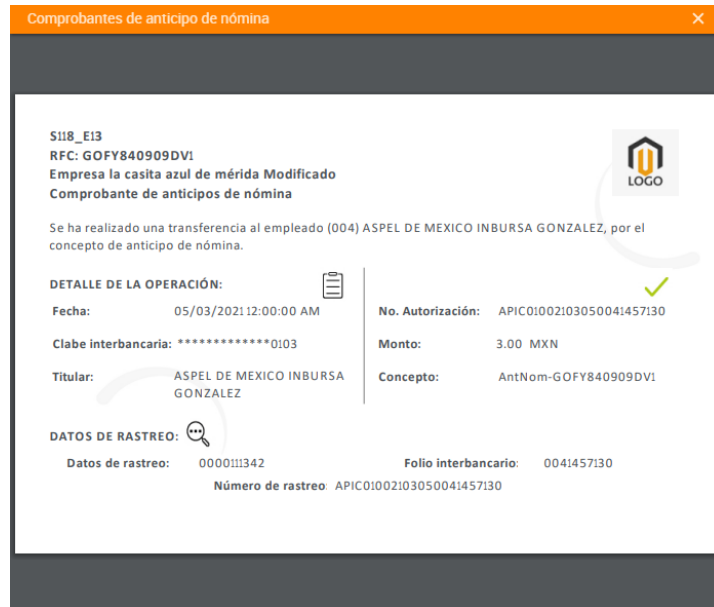 Comprobantes de anticipo de nómina
S118_E13
RFC: GOFY840909DV1
Empresa la casita azul de mérida Modificado
Comprobante de anticipos de nómina
LOGO
Se ha realizado una transferencia al empleado (004) ASPEL DE MEXICO INBURSA GONZALEZ, por el
concepto de anticipo de nómina.
DETALLE DE LA OPERACIÓN:
Fecha: 05/03/2021 12:00:00 AM
Clabe interbancaria: *************0103
Titular: ASPEL DE MEXICO INBURSA
GONZALEZ
No. Autorización: APIC01002103050041457130
Monto: 3.00 MXN
Concepto: AntNom-GOFY840909DV1
DATOS DE RASTREO:
Datos de rastreo: 0000111342 Folio interbancario: 0041457130
Número de rastreo: APIC01002103050041457130